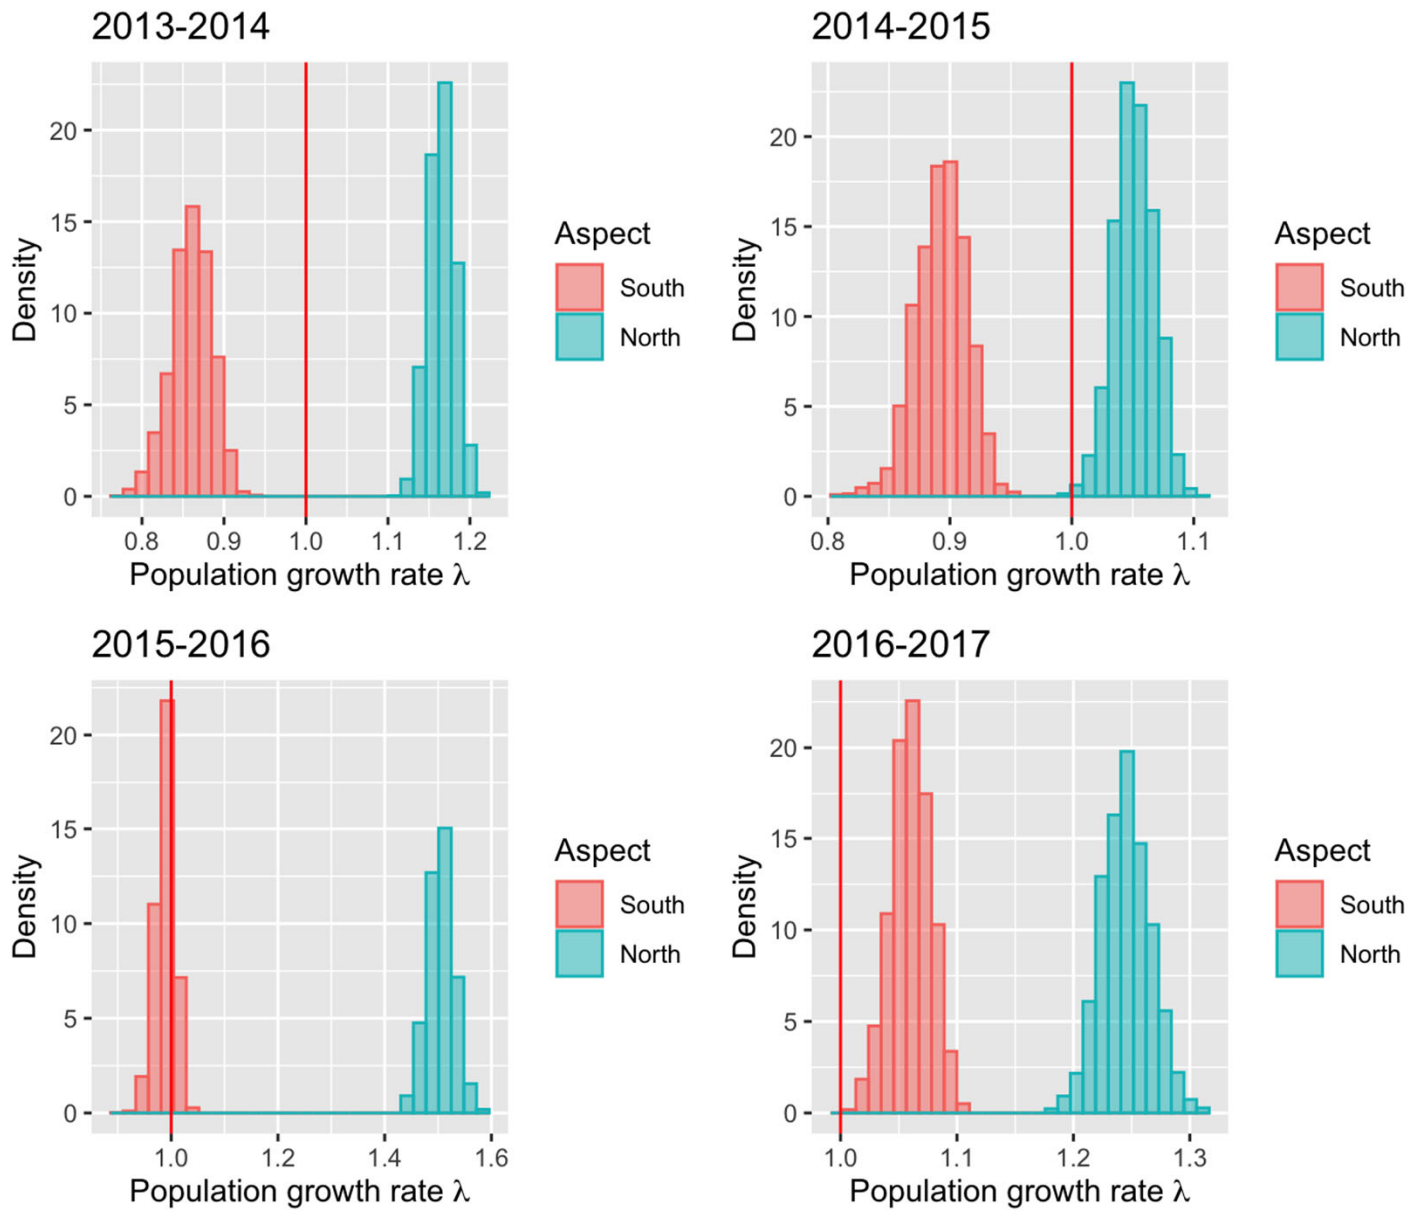 2013-2014
20
15
10
5
0
Density
0.8 0.9 1.0 1.1 1.2
Population growth rate λ
Aspect
South
North
2014-2015
20
15
10
5
0
Density
0.8 0.9 1.0 1.1
Population growth rate λ
Aspect
South
North
2015-2016
20
15
10
5
0
Density
1.0 1.2 1.4 1.6
Population growth rate λ
Aspect
South
North
2016-2017
20
15
10
5
0
Density
1.0 1.1 1.2 1.3
Population growth rate λ
Aspect
South
North